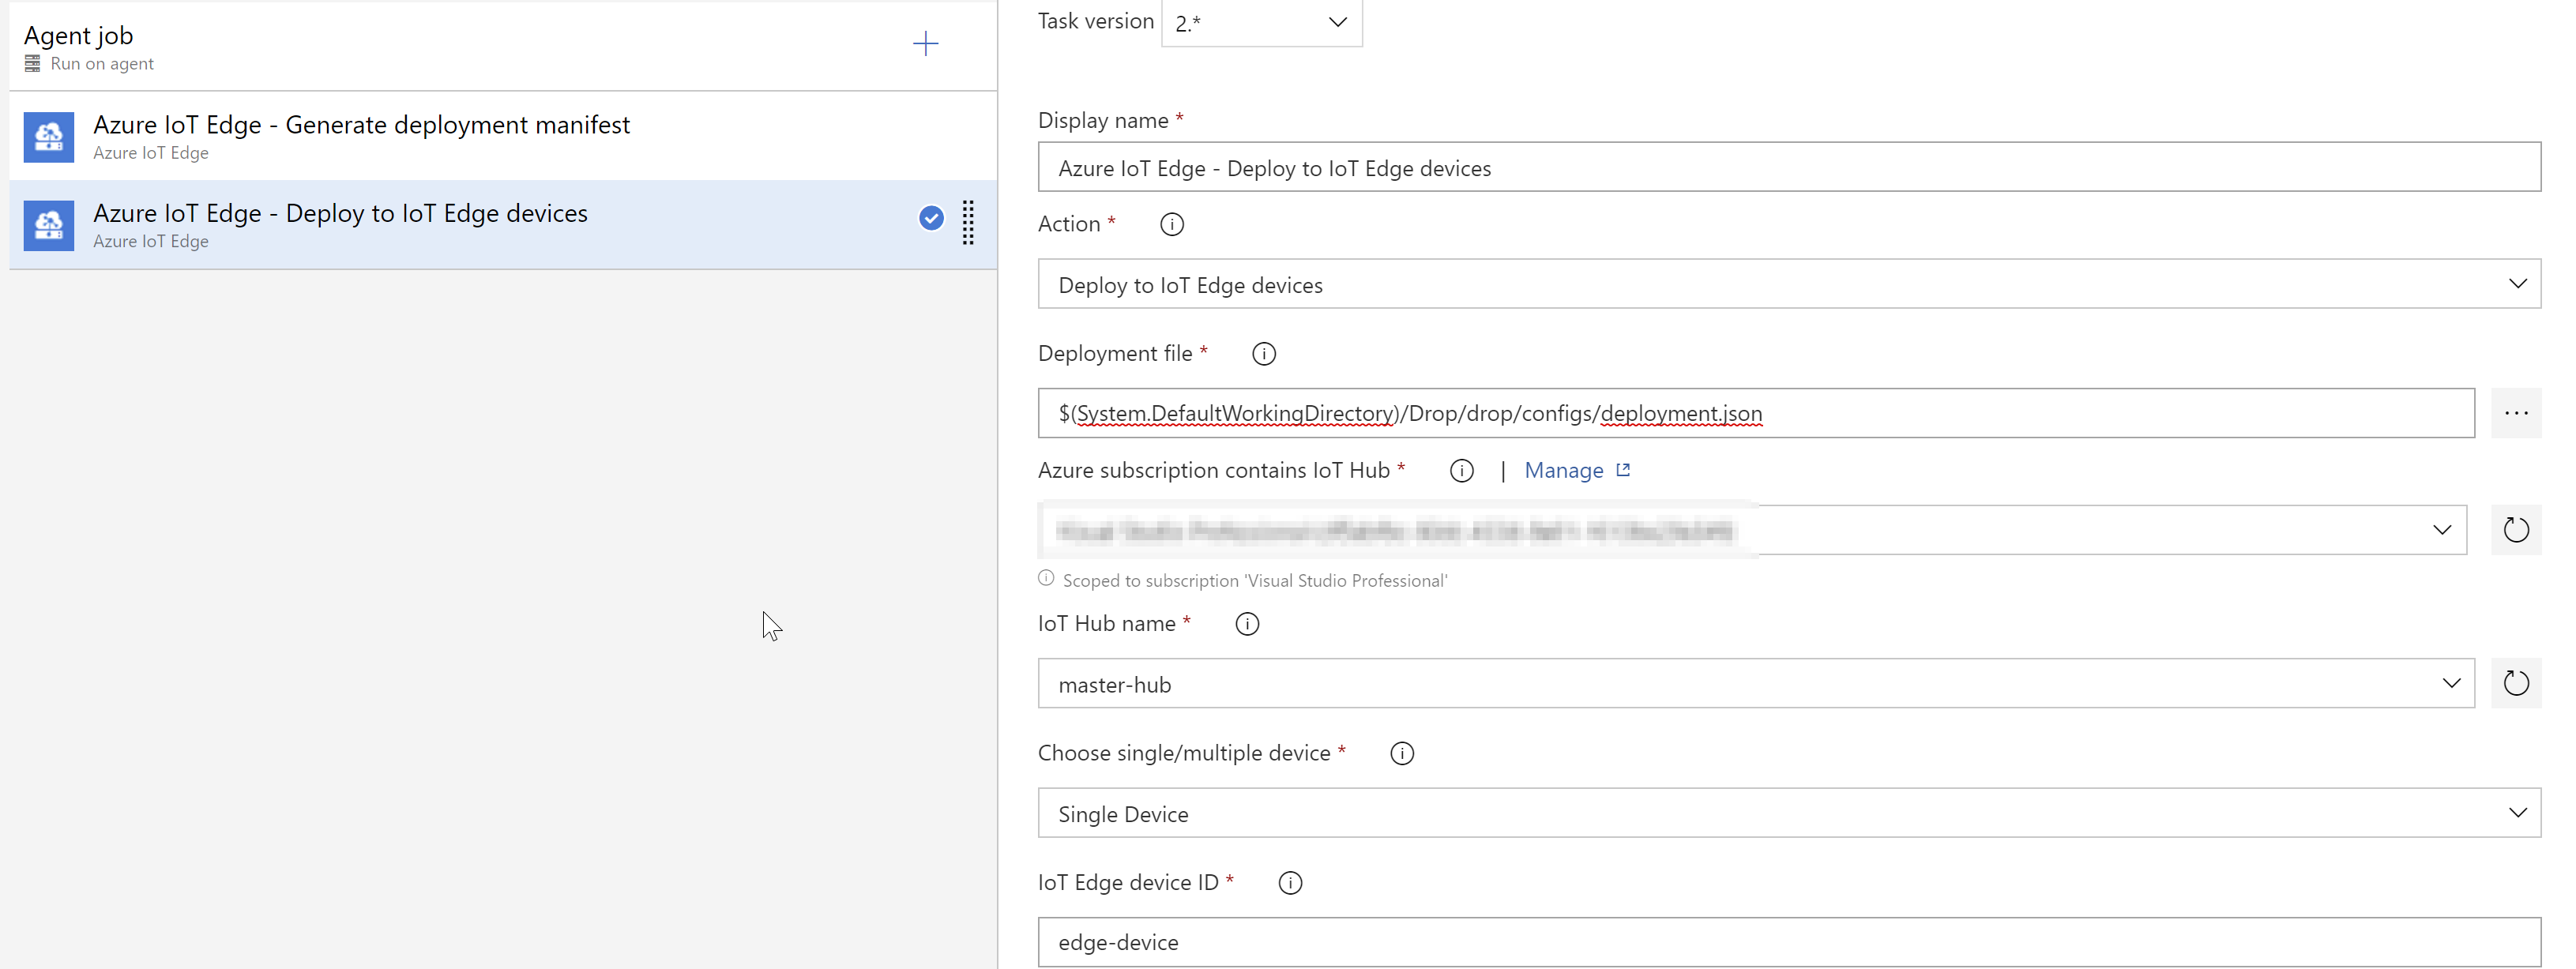 Agent job
Run on agent
Azure IoT Edge - Generate deployment manifest
Azure IoT Edge
Azure IoT Edge - Deploy to IoT Edge devices
Azure IoT Edge
Task version 2.*
Display name *
Azure IoT Edge - Deploy to IoT Edge devices
Action *
Deploy to IoT Edge devices
Deployment file *
$(System.DefaultWorkingDirectory)/Drop/drop/configs/deployment.json
Azure subscription contains IoT Hub * | Manage
Scoped to subscription 'Visual Studio Professional'
IoT Hub name *
master-hub
Choose single/multiple device *
Single Device
IoT Edge device ID *
edge-device